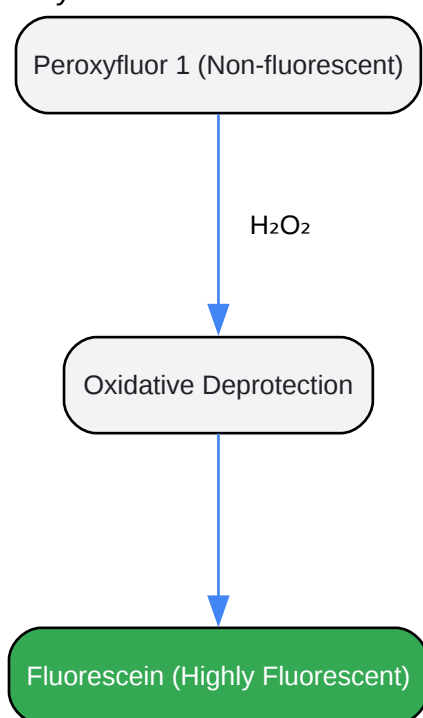 Peroxyfluor 1 (Non-fluorescent)
H₂O₂
Oxidative Deprotection
Fluorescein (Highly Fluorescent)